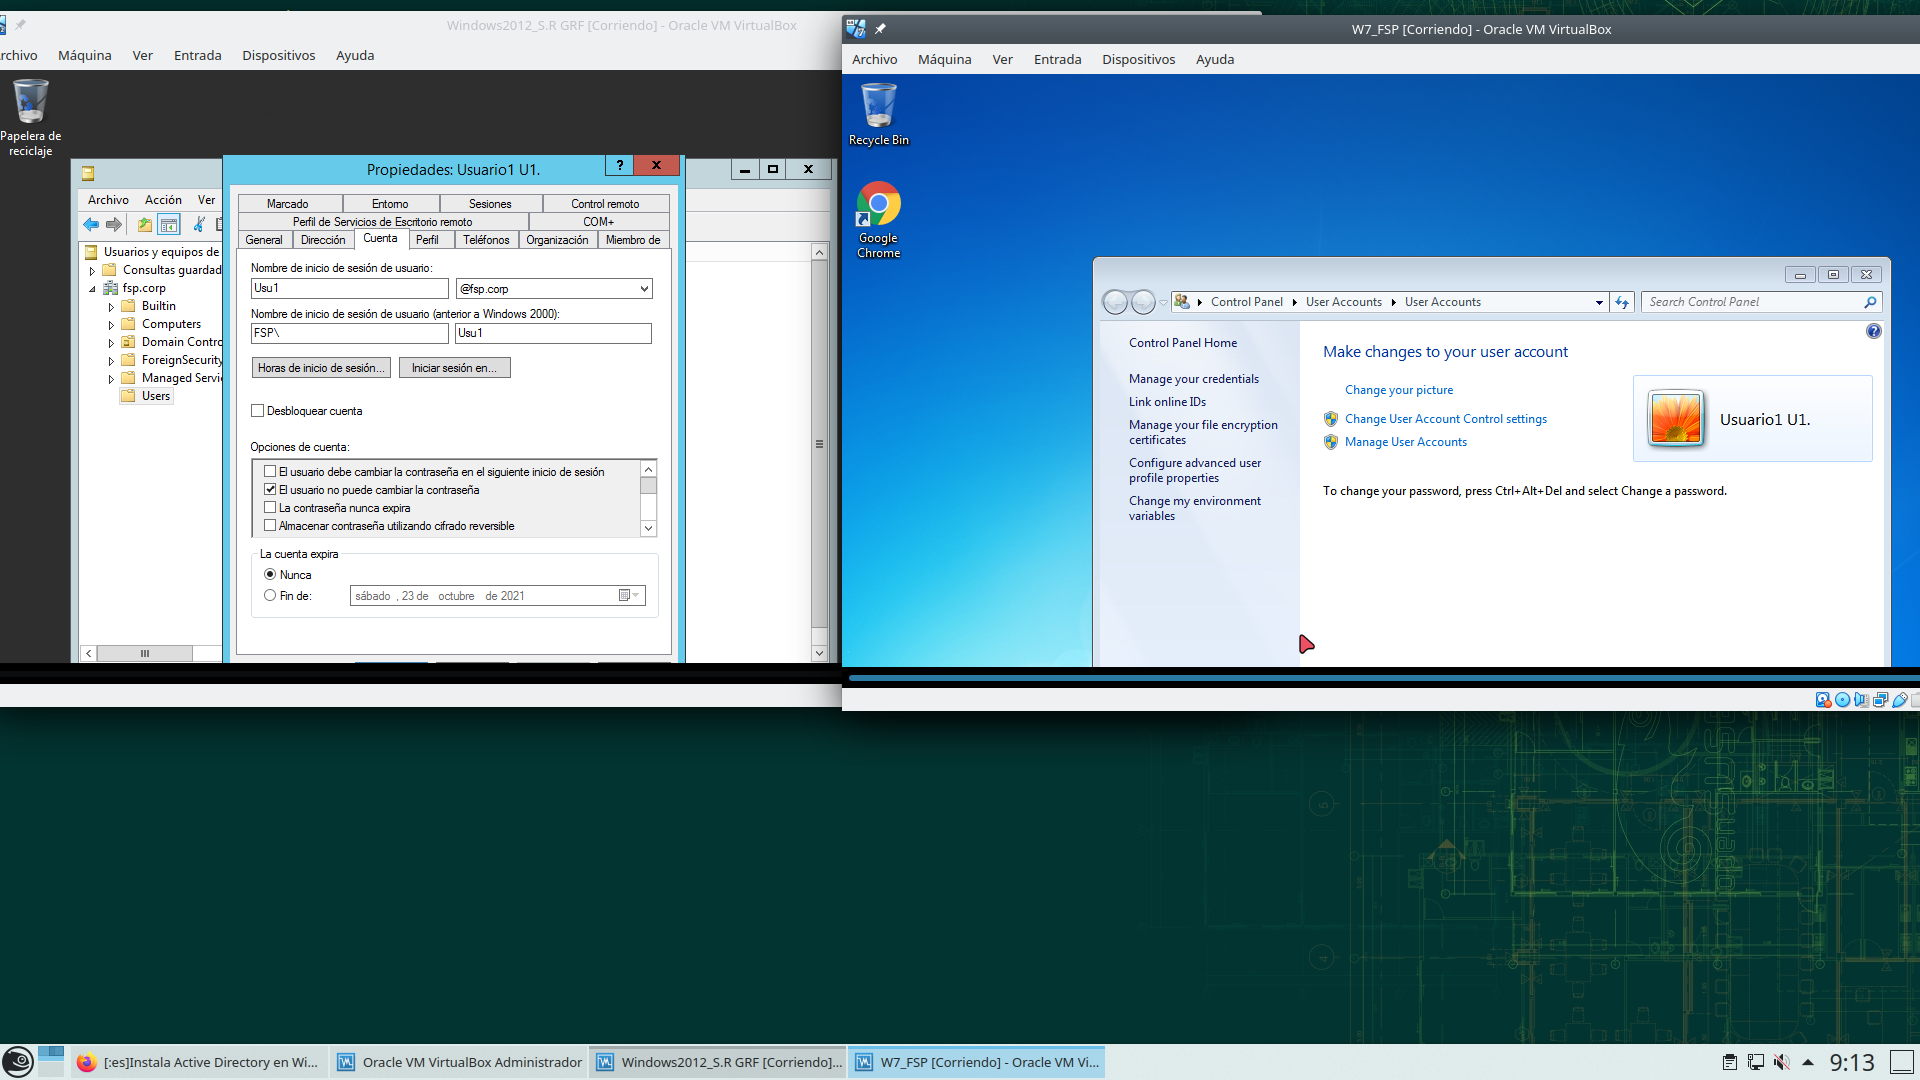 Windows2012_S.R GRF [Corriendo] - Oracle VM VirtualBox
rchivo Máquina Ver Entrada Dispositivos Ayuda
Papelera de
reciclaje
Propiedades: Usuario1 U1.
?
Archivo Acción Ver
Usuarios y equipos de
Consultas guardad
fsp.corp
Builtin
Computers
Domain Contro
ForeignSecurity
Managed Servi
Users
Marcado Entorno Sesiones Control remoto
Perfil de Servicios de Escritorio remoto COM+
General Dirección Cuenta Perfil Teléfonos Organización Miembro de
Nombre de inicio de sesión de usuario:
Usu1 @fsp.corp
Nombre de inicio de sesión de usuario (anterior a Windows 2000):
FSP\ Usu1
Horas de inicio de sesión... Iniciar sesión en...
Desbloquear cuenta
Opciones de cuenta:
El usuario debe cambiar la contraseña en el siguiente inicio de sesión
El usuario no puede cambiar la contraseña
La contraseña nunca expira
Almacenar contraseña utilizando cifrado reversible
La cuenta expira
Nunca
Fin de: sábado , 23 de octubre de 2021
W7_FSP [Corriendo] - Oracle VM VirtualBox
Archivo Máquina Ver Entrada Dispositivos Ayuda
Recycle Bin
Google
Chrome
Control Panel User Accounts User Accounts
Search Control Panel
Control Panel Home
Manage your credentials
Link online IDs
Manage your file encryption
certificates
Configure advanced user
profile properties
Change my environment
variables
Make changes to your user account
Change your picture
Change User Account Control settings
Manage User Accounts
Usuario1 U1.
To change your password, press Ctrl+Alt+Del and select Change a password.
[:es]Instala Active Directory en Wi...
Oracle VM VirtualBox Administrador
Windows2012_S.R GRF [Corriendo]...
W7_FSP [Corriendo] - Oracle VM Vi...
9:13